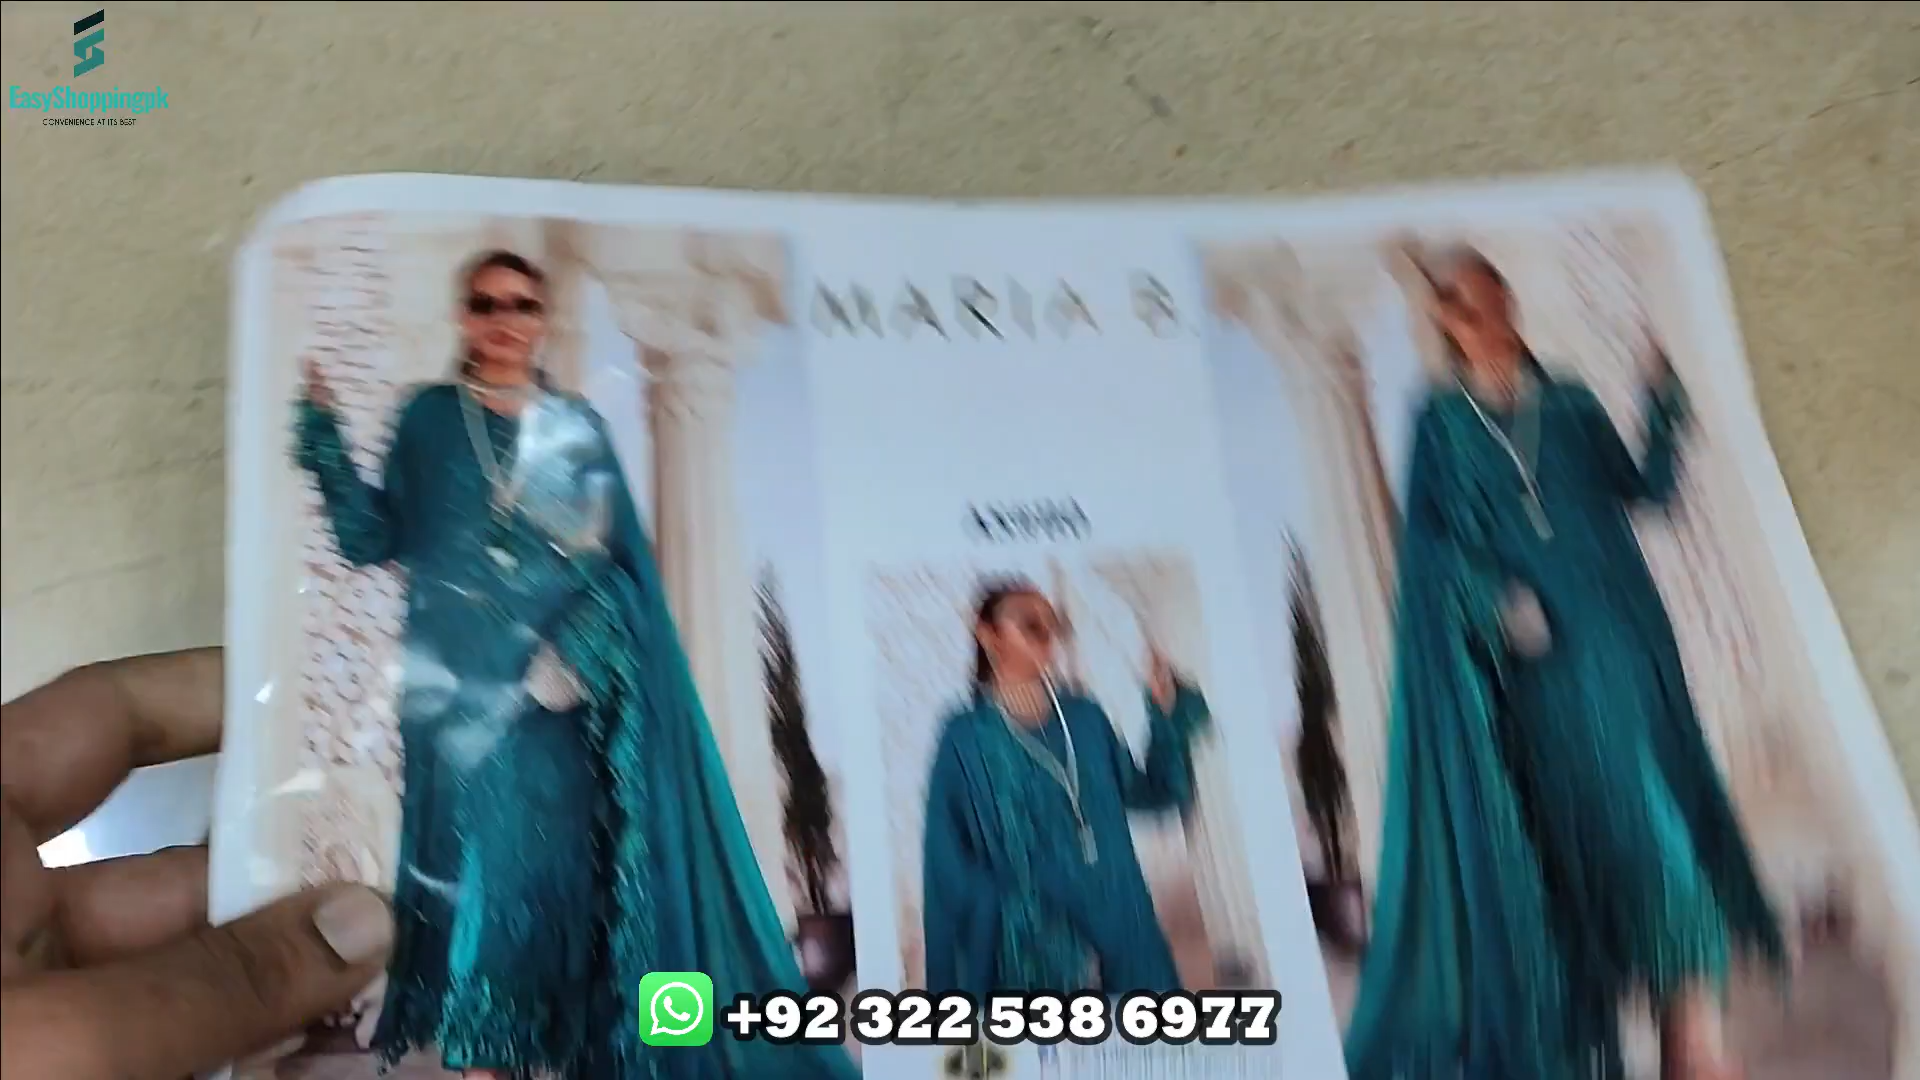 EasyShoppingpk
CONVENIENCE AT ITS BEST
MARIA B.
+92 322 538 6977